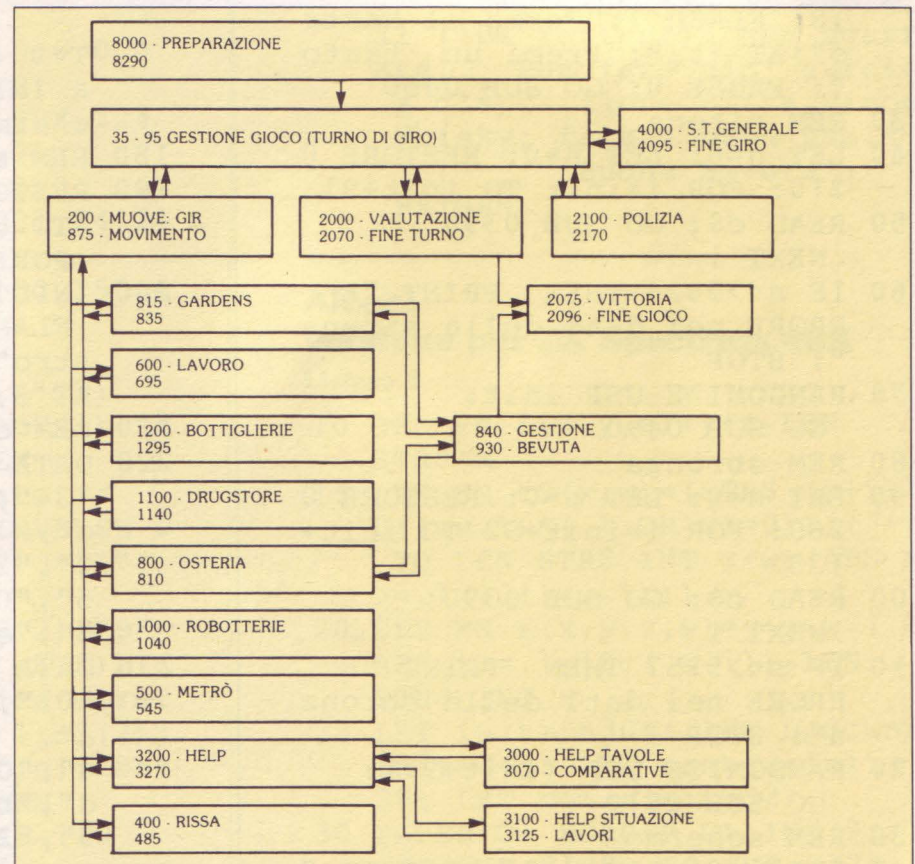 8000 - PREPARAZIONE
8290
35 - 95 GESTIONE GIOCO (TURNO DI GIRO)
4000 - S.T.GENERALE
4095 - FINE GIRO
200 - MUOVE: GIR
875 - MOVIMENTO
2000 - VALUTAZIONE
2070 - FINE TURNO
2100 - POLIZIA
2170
815 - GARDENS
835
2075 - VITTORIA
2096 - FINE GIOCO
600 - LAVORO
695
1200 - BOTTIGLIERIE
1295
840 - GESTIONE
930 - BEVUTA
1100 - DRUGSTORE
1140
800 - OSTERIA
810
1000 - ROBOTTERIE
1040
500 - METRÒ
545
3200 - HELP
3270
3000 - HELP TAVOLE
3070 - COMPARATIVE
400 - RISSA
485
3100 - HELP SITUAZIONE
3125 - LAVORI